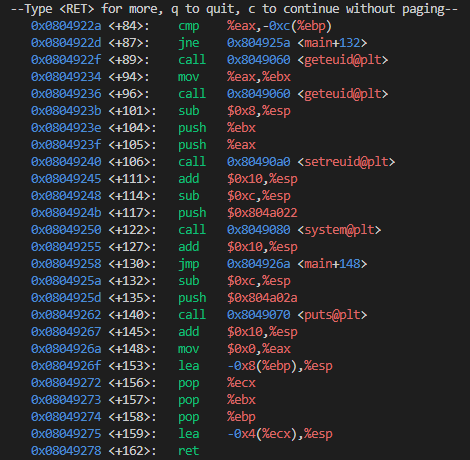 --Type <RET> for more, q to quit, c to continue without paging--
0x0804922a <+84>: cmp %eax,-0xc(%ebp)
0x0804922d <+87>: jne 0x804925a <main+132>
0x0804922f <+89>: call 0x8049060 <geteuid@plt>
0x08049234 <+94>: mov %eax,%ebx
0x08049236 <+96>: call 0x8049060 <geteuid@plt>
0x0804923b <+101>: sub $0x8,%esp
0x0804923e <+104>: push %ebx
0x0804923f <+105>: push %eax
0x08049240 <+106>: call 0x80490a0 <setreuid@plt>
0x08049245 <+111>: add $0x10,%esp
0x08049248 <+114>: sub $0xc,%esp
0x0804924b <+117>: push $0x804a022
0x08049250 <+122>: call 0x8049080 <system@plt>
0x08049255 <+127>: add $0x10,%esp
0x08049258 <+130>: jmp 0x804926a <main+148>
0x0804925a <+132>: sub $0xc,%esp
0x0804925d <+135>: push $0x804a02a
0x08049262 <+140>: call 0x8049070 <puts@plt>
0x08049267 <+145>: add $0x10,%esp
0x0804926a <+148>: mov $0x0,%eax
0x0804926f <+153>: lea -0x8(%ebp),%esp
0x08049272 <+156>: pop %ecx
0x08049273 <+157>: pop %ebx
0x08049274 <+158>: pop %ebp
0x08049275 <+159>: lea -0x4(%ecx),%esp
0x08049278 <+162>: ret